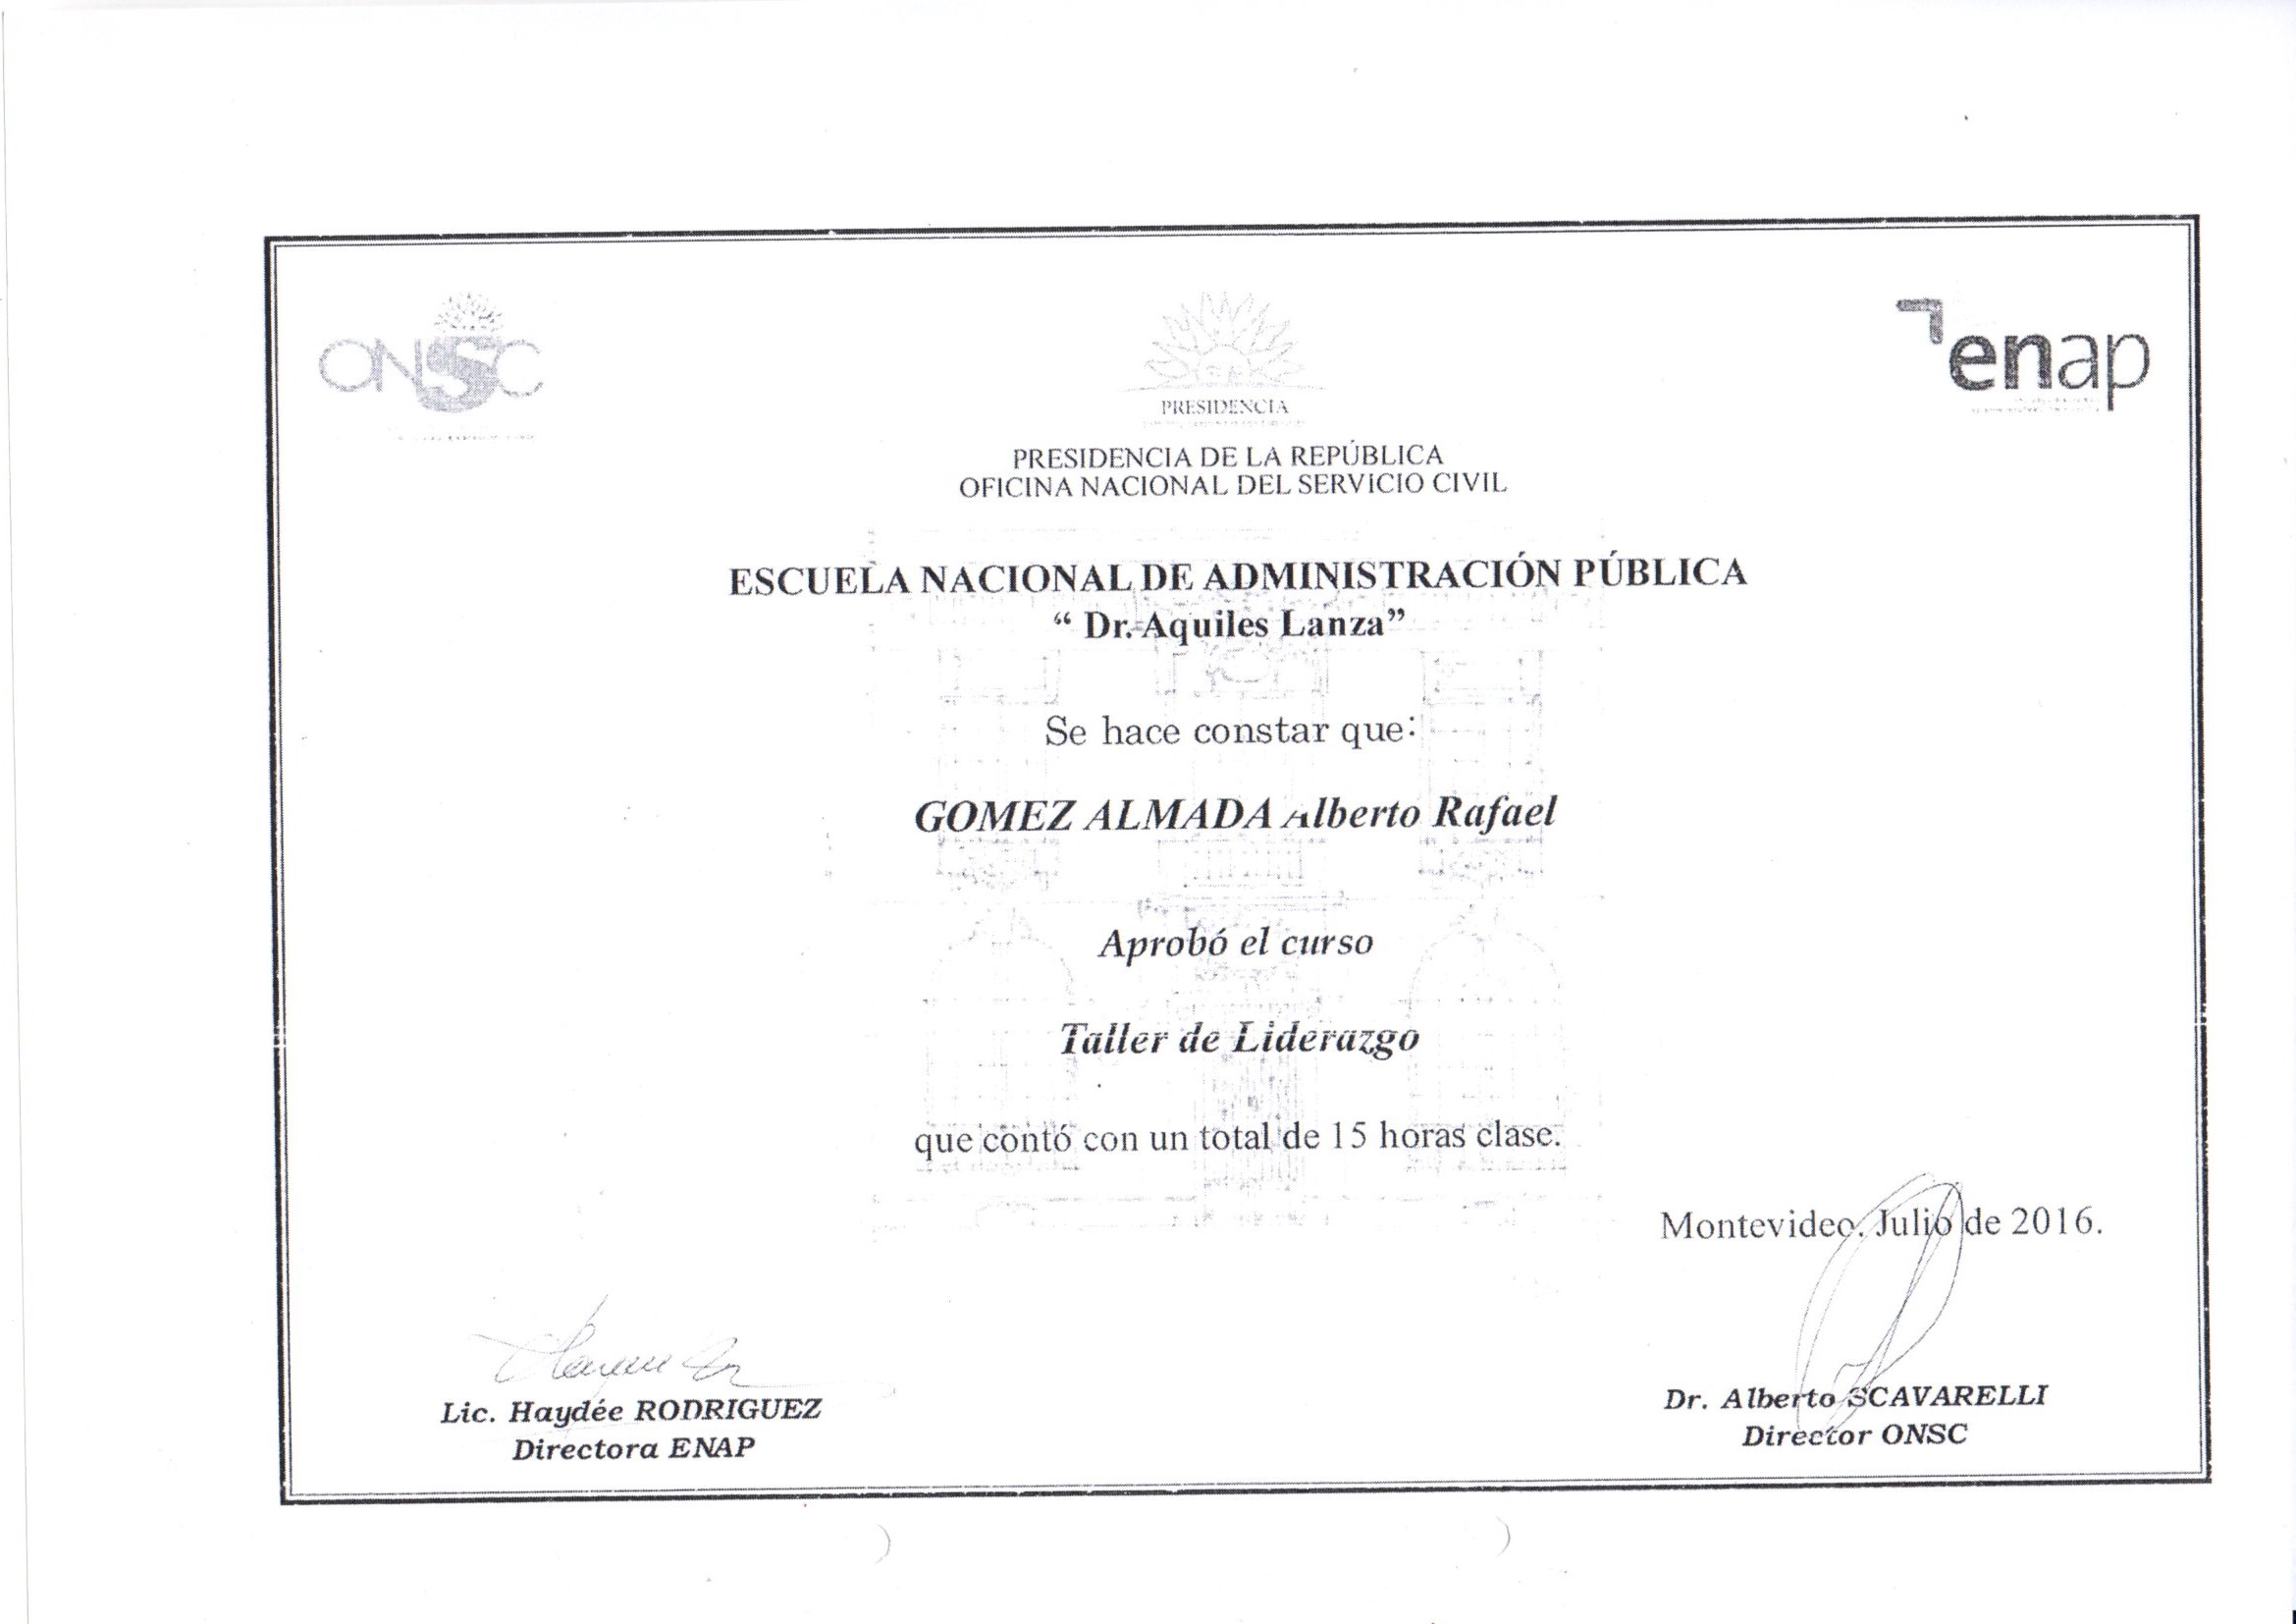 ONSC
enap
PRESIDENCIA
PRESIDENCIA DE LA REPÚBLICA
OFICINA NACIONAL DEL SERVICIO CIVIL
ESCUELA NACIONAL DE ADMINISTRACIÓN PÚBLICA
“ Dr. Aquiles Lanza”
Se hace constar que:
GOMEZ ALMADA Alberto Rafael
Aprobó el curso
Taller de Liderazgo
que contó con un total de 15 horas clase.
Montevideo, Julio de 2016.
Lic. Haydée RODRIGUEZ
Directora ENAP
Dr. Alberto SCAVARELLI
Director ONSC